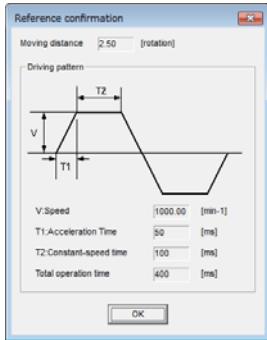 Reference confirmation
Moving distance 2.50 [rotation]
Driving pattern
T2
V
T1
V:Speed 1000.00 [min-1]
T1:Acceleration Time 50 [ms]
T2:Constant-speed time 100 [ms]
Total operation time 400 [ms]
OK